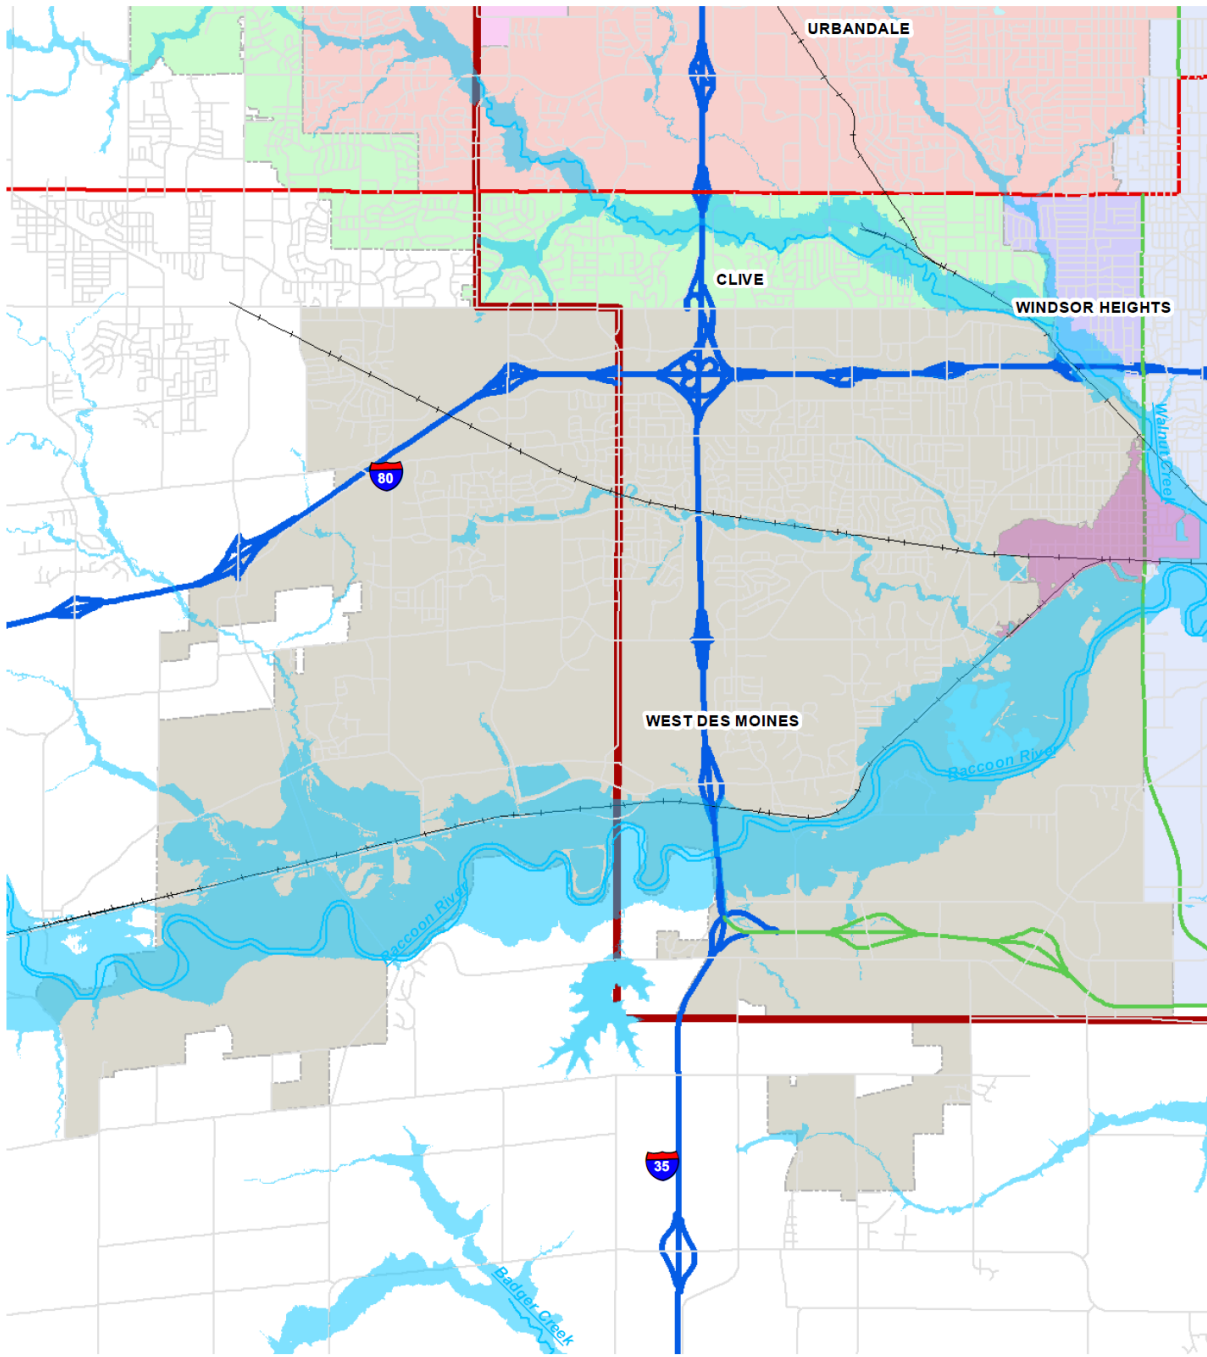 URBANDALE
CLIVE
WINDSOR HEIGHTS
80
Walnut Creek
WEST DES MOINES
Raccoon River
Raccoon River
35
Badger Creek